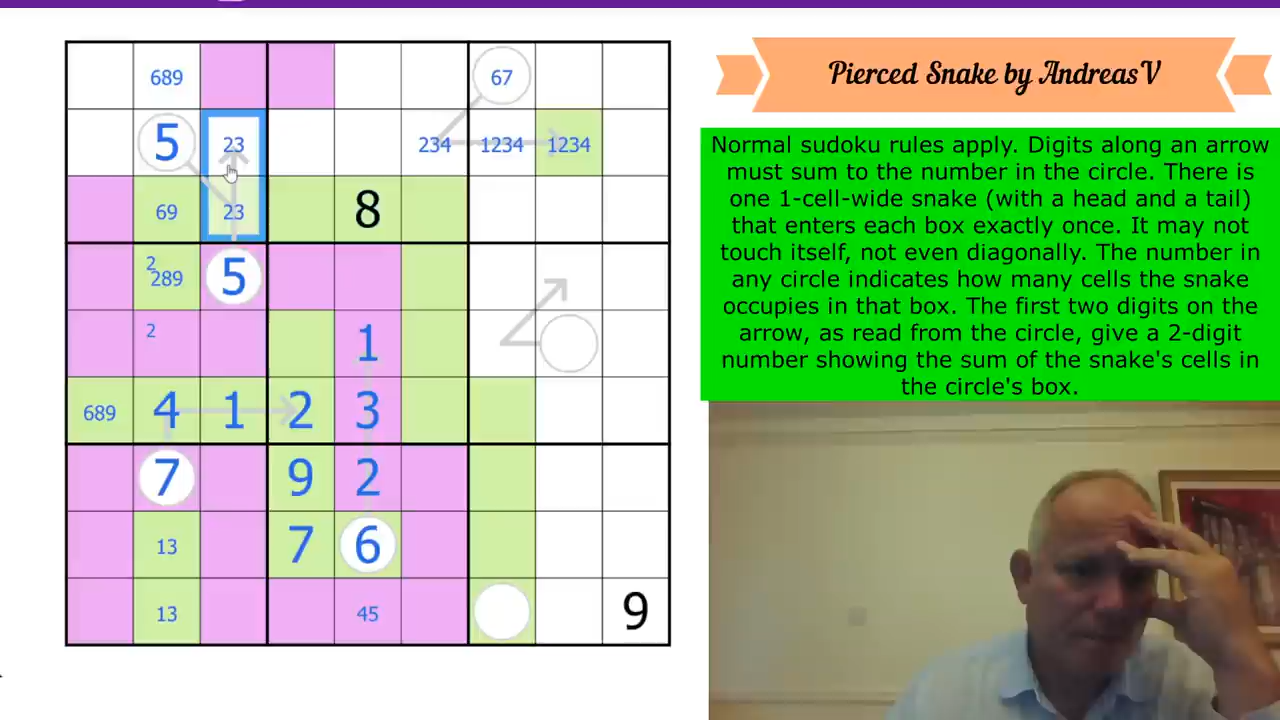 Pierced Snake by AndreasV
Normal sudoku rules apply. Digits along an arrow
must sum to the number in the circle. There is
one 1-cell-wide snake (with a head and a tail)
that enters each box exactly once. It may not
touch itself, not even diagonally. The number in
any circle indicates how many cells the snake
occupies in that box. The first two digits on the
arrow, as read from the circle, give a 2-digit
number showing the sum of the snake's cells in
the circle's box.
689 67
5 23 234 1234 1234
69 23 8
2 289 5
2 1
689 4 1 2 3
7 9 2
13 7 6
13 45 9